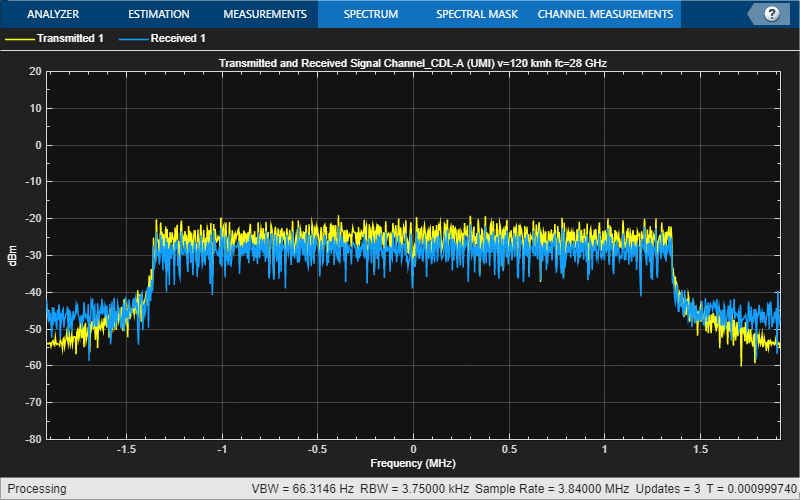 ANALYZER ESTIMATION MEASUREMENTS SPECTRUM SPECTRAL MASK CHANNEL MEASUREMENTS ?
Transmitted 1 Received 1
Transmitted and Received Signal Channel_CDL-A (UMI) v=120 kmh fc=28 GHz
20
10
0
-10
-20
-30
-40
-50
-60
-70
-80
dBm
-1.5 -1 -0.5 0 0.5 1 1.5
Frequency (MHz)
Processing VBW = 66.3146 Hz RBW = 3.75000 kHz Sample Rate = 3.84000 MHz Updates = 3 T = 0.000999740